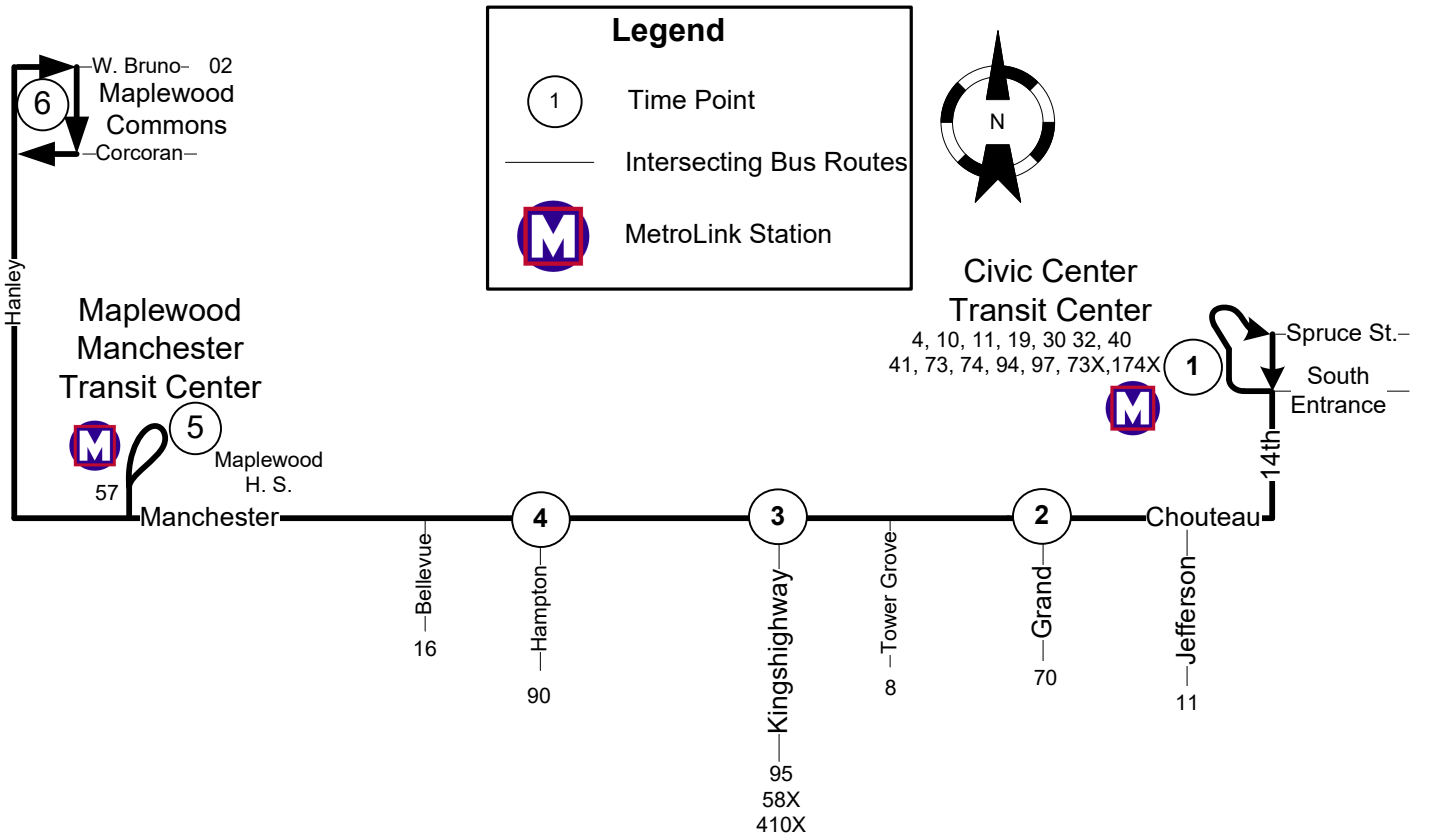 Legend
1
Time Point
Intersecting Bus Routes
M
MetroLink Station
N
W. Bruno 02
6
Maplewood
Commons
Corcoran
Hanley
Maplewood
Manchester
Transit Center
M
5
57
Maplewood
H. S.
Manchester
Civic Center
Transit Center
4, 10, 11, 19, 30 32, 40
41, 73, 74, 94, 97, 73X,174X
1
M
Spruce St.
South
Entrance
14th
4
3
2
Chouteau
Bellevue
16
Hampton
90
Kingshighway
95
58X
410X
Tower Grove
8
Grand
70
Jefferson
11